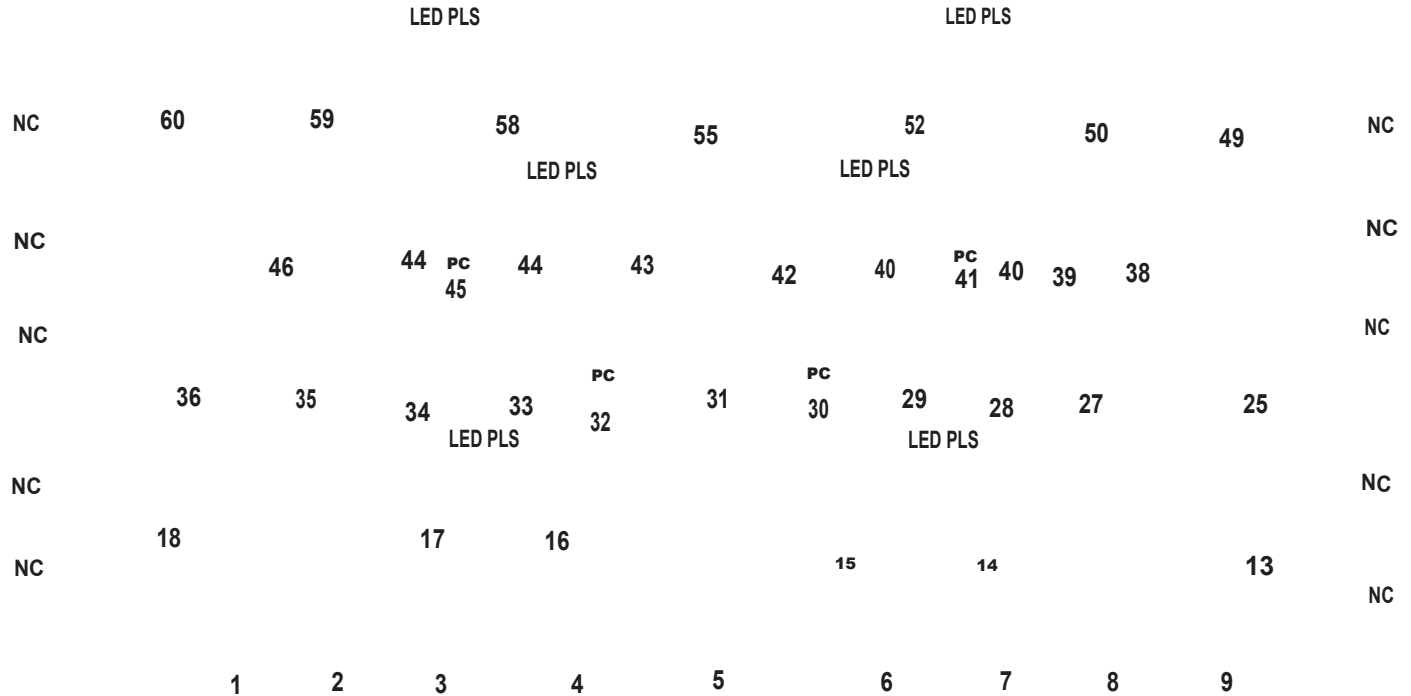 LED PLS LED PLS
NC 60 59 58 55 52 50 49 NC
LED PLS LED PLS
NC 46 44 PC 44 43 42 40 PC 40 39 38 NC
45 41
NC NC
PC PC
36 35 34 33 32 31 30 29 28 27 25
LED PLS LED PLS
NC NC
18 17 16
NC 15 14 13
NC
1 2 3 4 5 6 7 8 9